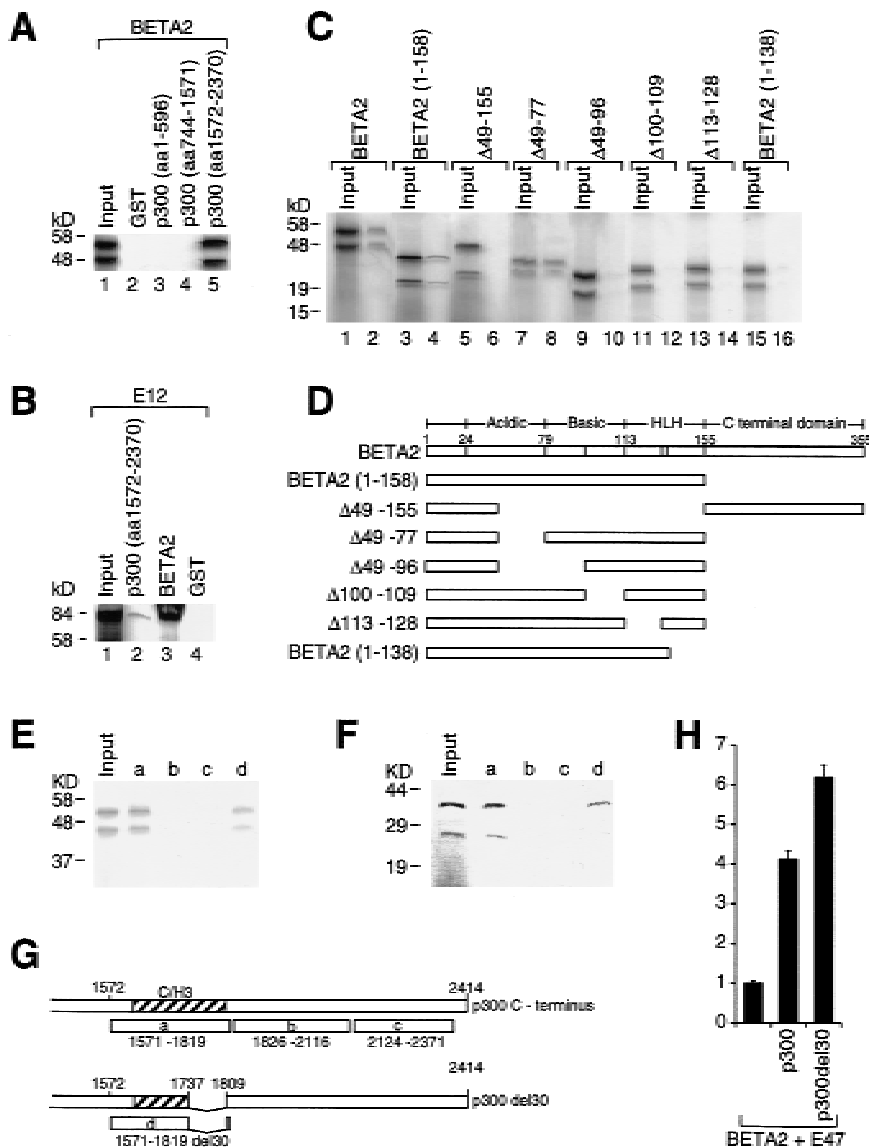 A
BETA2
Input
GST
p300 (aa1-596)
p300 (aa744-1571)
p300 (aa1572-2370)
kD
58
48
1 2 3 4 5
C
BETA2
BETA2 (1-158)
Δ49-155
Δ49-77
Δ49-96
Δ100-109
Δ113-128
BETA2 (1-138)
Input Input Input Input Input Input Input Input
kD
58
48
19
15
1 2 3 4 5 6 7 8 9 10 11 12 13 14 15 16
B
E12
Input
p300 (aa1572-2370)
BETA2
GST
kD
84
58
1 2 3 4
D
Acidic Basic HLH C terminal domain
1 24 79 113 155 355
BETA2
BETA2 (1-158)
Δ49 -155
Δ49 -77
Δ49 -96
Δ100 -109
Δ113 -128
BETA2 (1-138)
E
Input a b c d
KD
58
48
37
F
Input a b c d
KD
44
29
19
H
7
6
5
4
3
2
1
0
p300
p300del30
BETA2 + E47
G
1572 C/H3 2414
p300 C - terminus
a b c
1571 -1819 1826 -2116 2124 -2371
1572 1737 1809 2414
p300 del30
d
1571-1819 del30